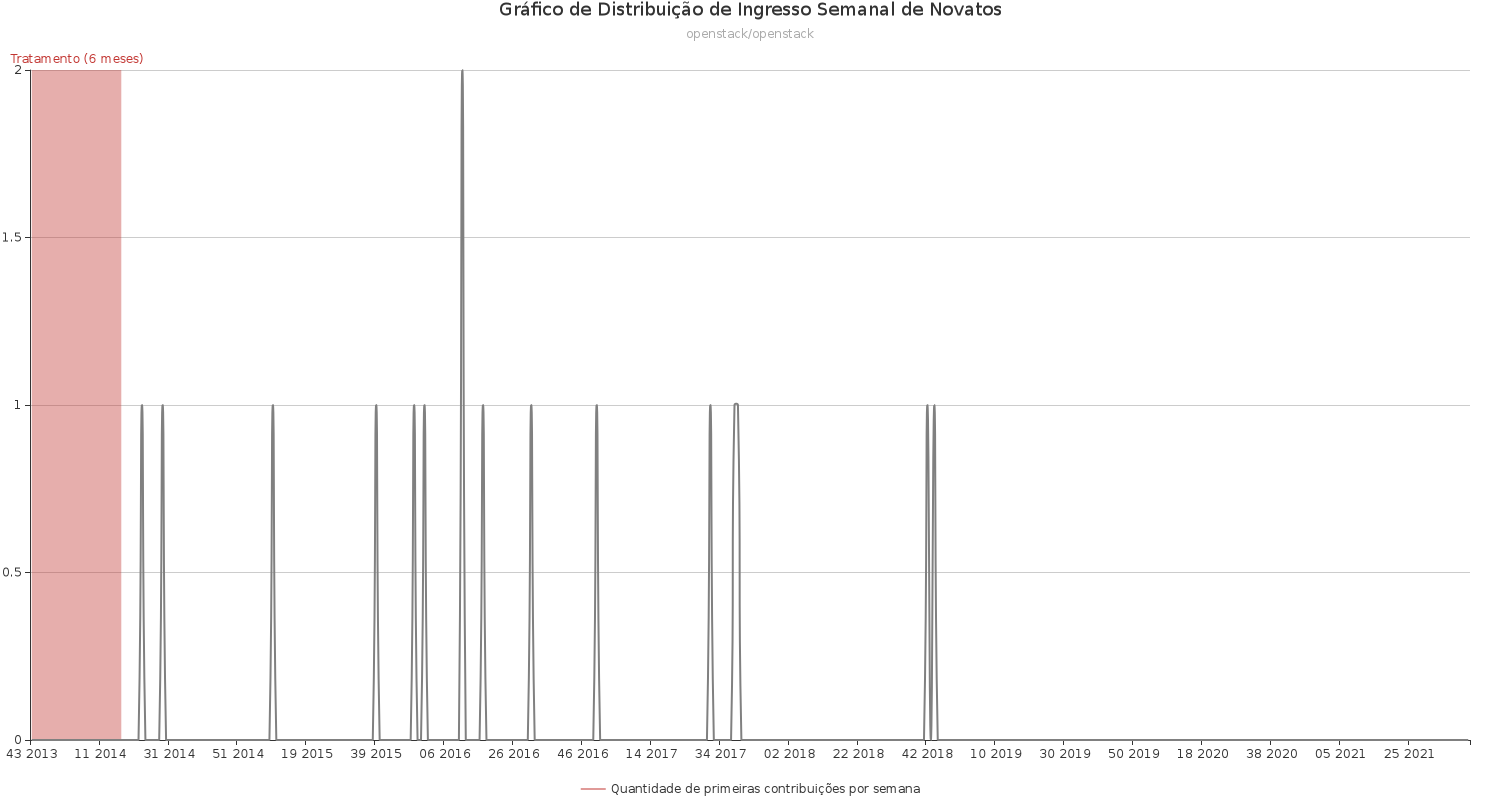 Gráfico de Distribuição de Ingresso Semanal de Novatos
openstack/openstack
Tratamento (6 meses)
2
1.5
1
0.5
0
43 2013 11 2014 31 2014 51 2014 19 2015 39 2015 06 2016 26 2016 46 2016 14 2017 34 2017 02 2018 22 2018 42 2018 10 2019 30 2019 50 2019 18 2020 38 2020 05 2021 25 2021
Quantidade de primeiras contribuições por semana